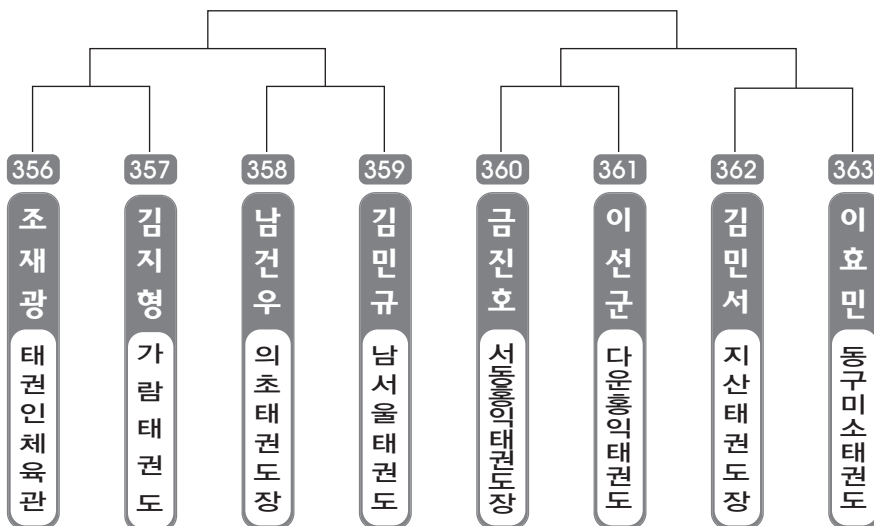 356
조재광
태권인체육관
357
김지형
가람태권도
358
남건우
의초태권도장
359
김민규
남서울태권도
360
금진호
서동홍익태권도장
361
이선군
다운홍익태권도
362
김민서
지산태권도장
363
이효민
동구미소태권도